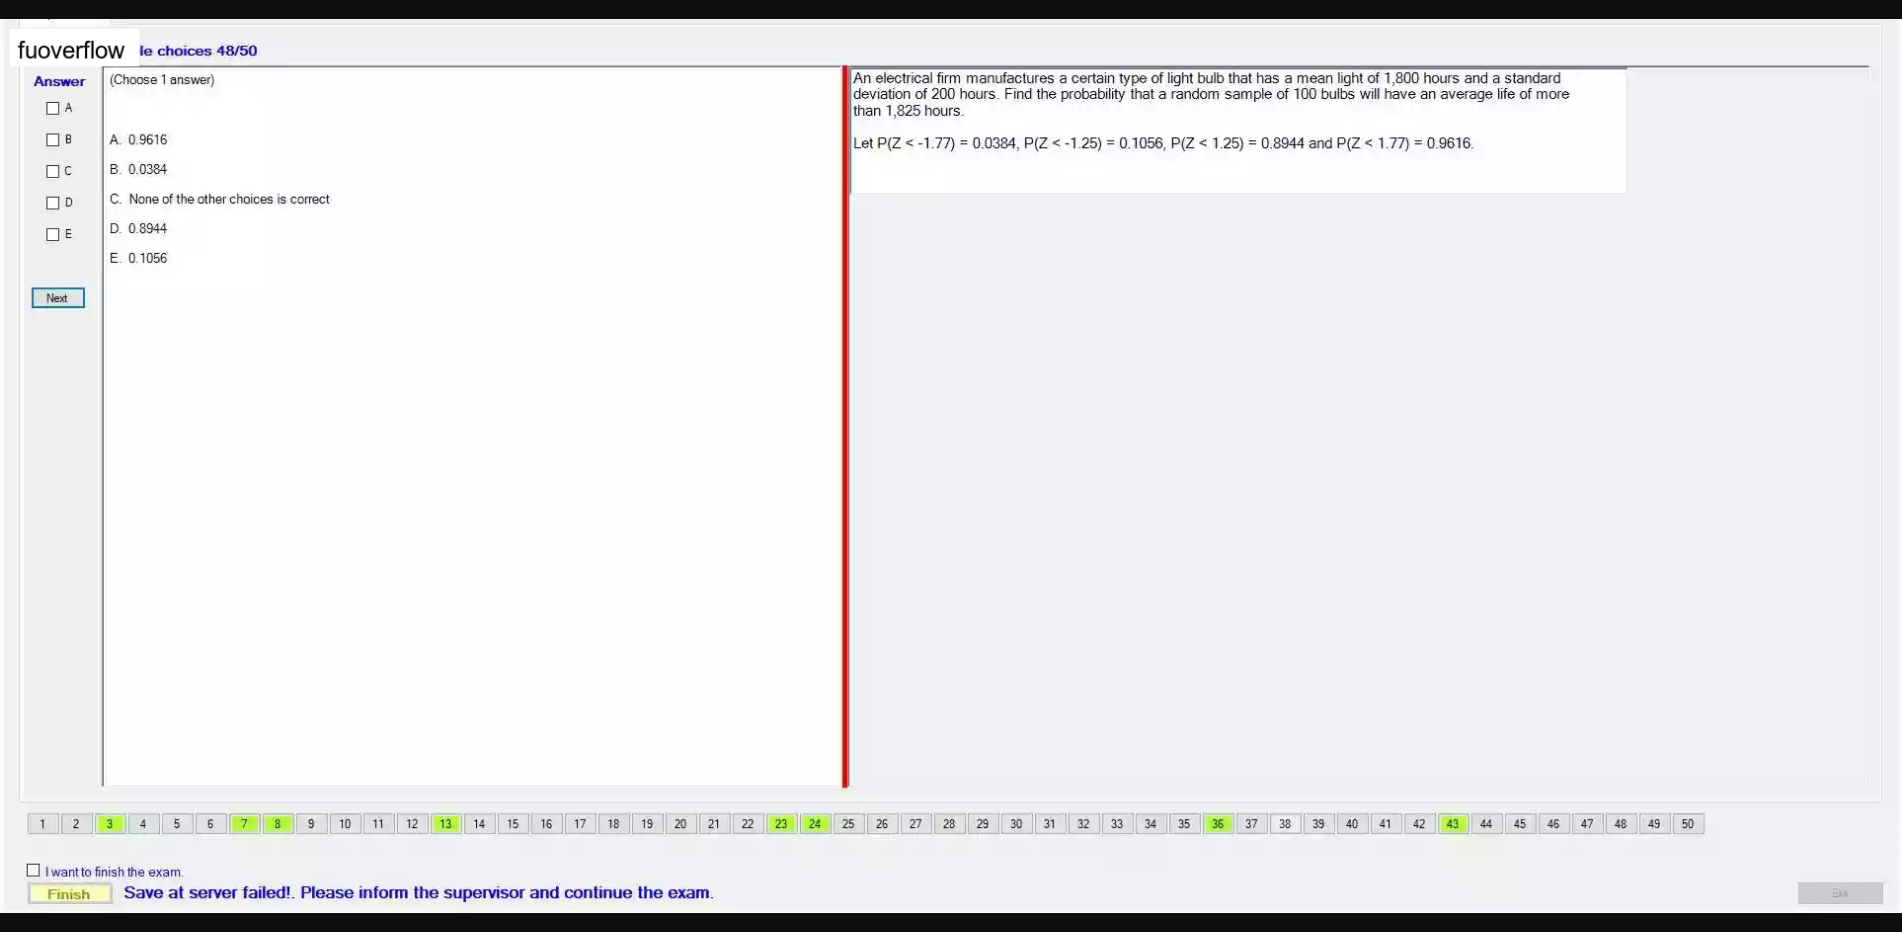 fuoverflow
le choices 48/50
Answer
(Choose 1 answer)
A
B
C
D
E
A. 0.9616
B. 0.0384
C. None of the other choices is correct
D. 0.8944
E. 0.1056
Next
An electrical firm manufactures a certain type of light bulb that has a mean light of 1,800 hours and a standard
deviation of 200 hours. Find the probability that a random sample of 100 bulbs will have an average life of more
than 1,825 hours.
Let P(Z < -1.77) = 0.0384, P(Z < -1.25) = 0.1056, P(Z < 1.25) = 0.8944 and P(Z < 1.77) = 0.9616.
1 2 3 4 5 6 7 8 9 10 11 12 13 14 15 16 17 18 19 20 21 22 23 24 25 26 27 28 29 30 31 32 33 34 35 36 37 38 39 40 41 42 43 44 45 46 47 48 49 50
I want to finish the exam.
Finish
Save at server failed!. Please inform the supervisor and continue the exam.